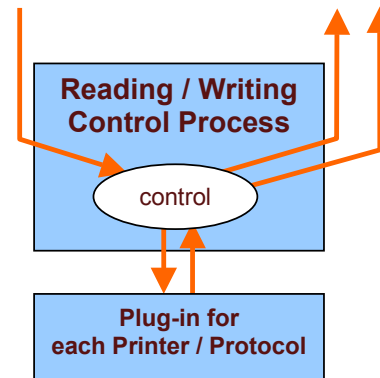 Reading / Writing
Control Process
control
Plug-in for
each Printer / Protocol